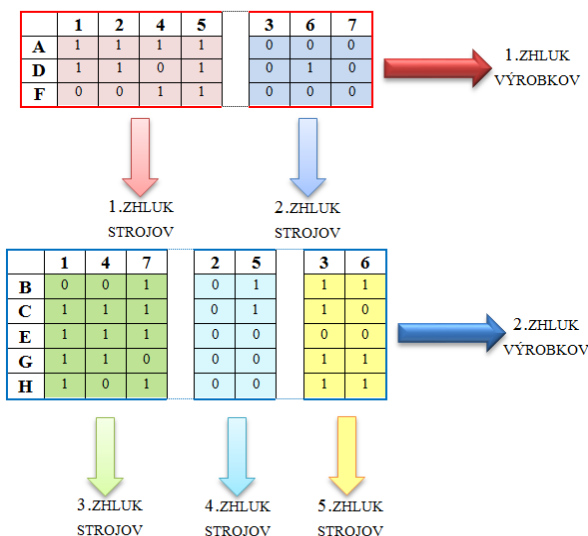 1 2 4 5 3 6 7
A 1 1 1 1 0 0 0
D 1 1 0 1 0 1 0
F 0 0 1 1 0 0 0
1.ZHLUK
VÝROBKOV
1.ZHLUK
STROJOV
2.ZHLUK
STROJOV
1 4 7 2 5 3 6
B 0 0 1 0 1 1 1
C 1 1 1 0 1 1 0
E 1 1 1 0 0 0 0
G 1 1 0 0 0 1 1
H 1 0 1 0 0 1 1
2.ZHLUK
VÝROBKOV
3.ZHLUK
STROJOV
4.ZHLUK
STROJOV
5.ZHLUK
STROJOV